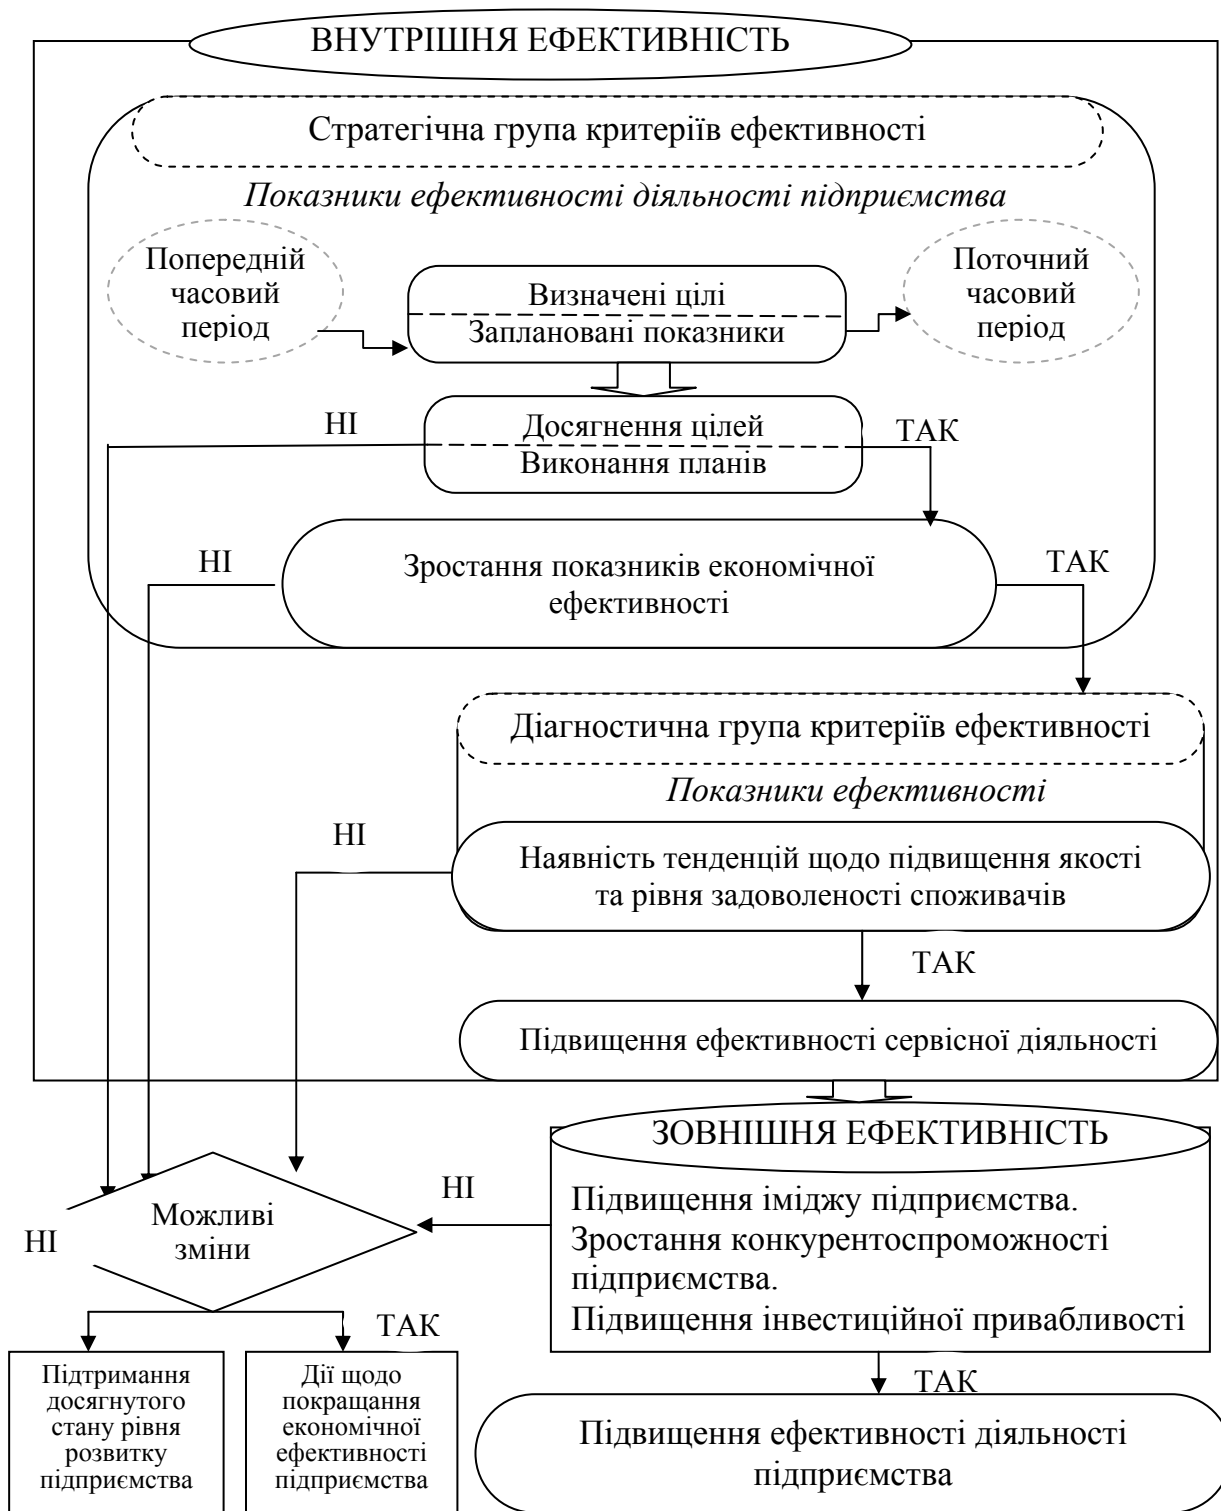 ВНУТРІШНЯ ЕФЕКТИВНІСТЬ
Стратегічна група критеріїв ефективності
Показники ефективності діяльності підприємства
Попередній
часовий
період
Визначені цілі
Заплановані показники
Поточний
часовий
період
НІ
Досягнення цілей
Виконання планів
ТАК
НІ
Зростання показників економічної
ефективності
ТАК
Діагностична група критеріїв ефективності
Показники ефективності
НІ
Наявність тенденцій щодо підвищення якості
та рівня задоволеності споживачів
ТАК
Підвищення ефективності сервісної діяльності
ЗОВНІШНЯ ЕФЕКТИВНІСТЬ
Підвищення іміджу підприємства.
Зростання конкурентоспроможності
підприємства.
Підвищення інвестиційної привабливості
НІ
Можливі
зміни
НІ
ТАК
ТАК
Підтримання
досягнутого
стану рівня
розвитку
підприємства
Дії щодо
покращання
економічної
ефективності
підприємства
Підвищення ефективності діяльності
підприємства